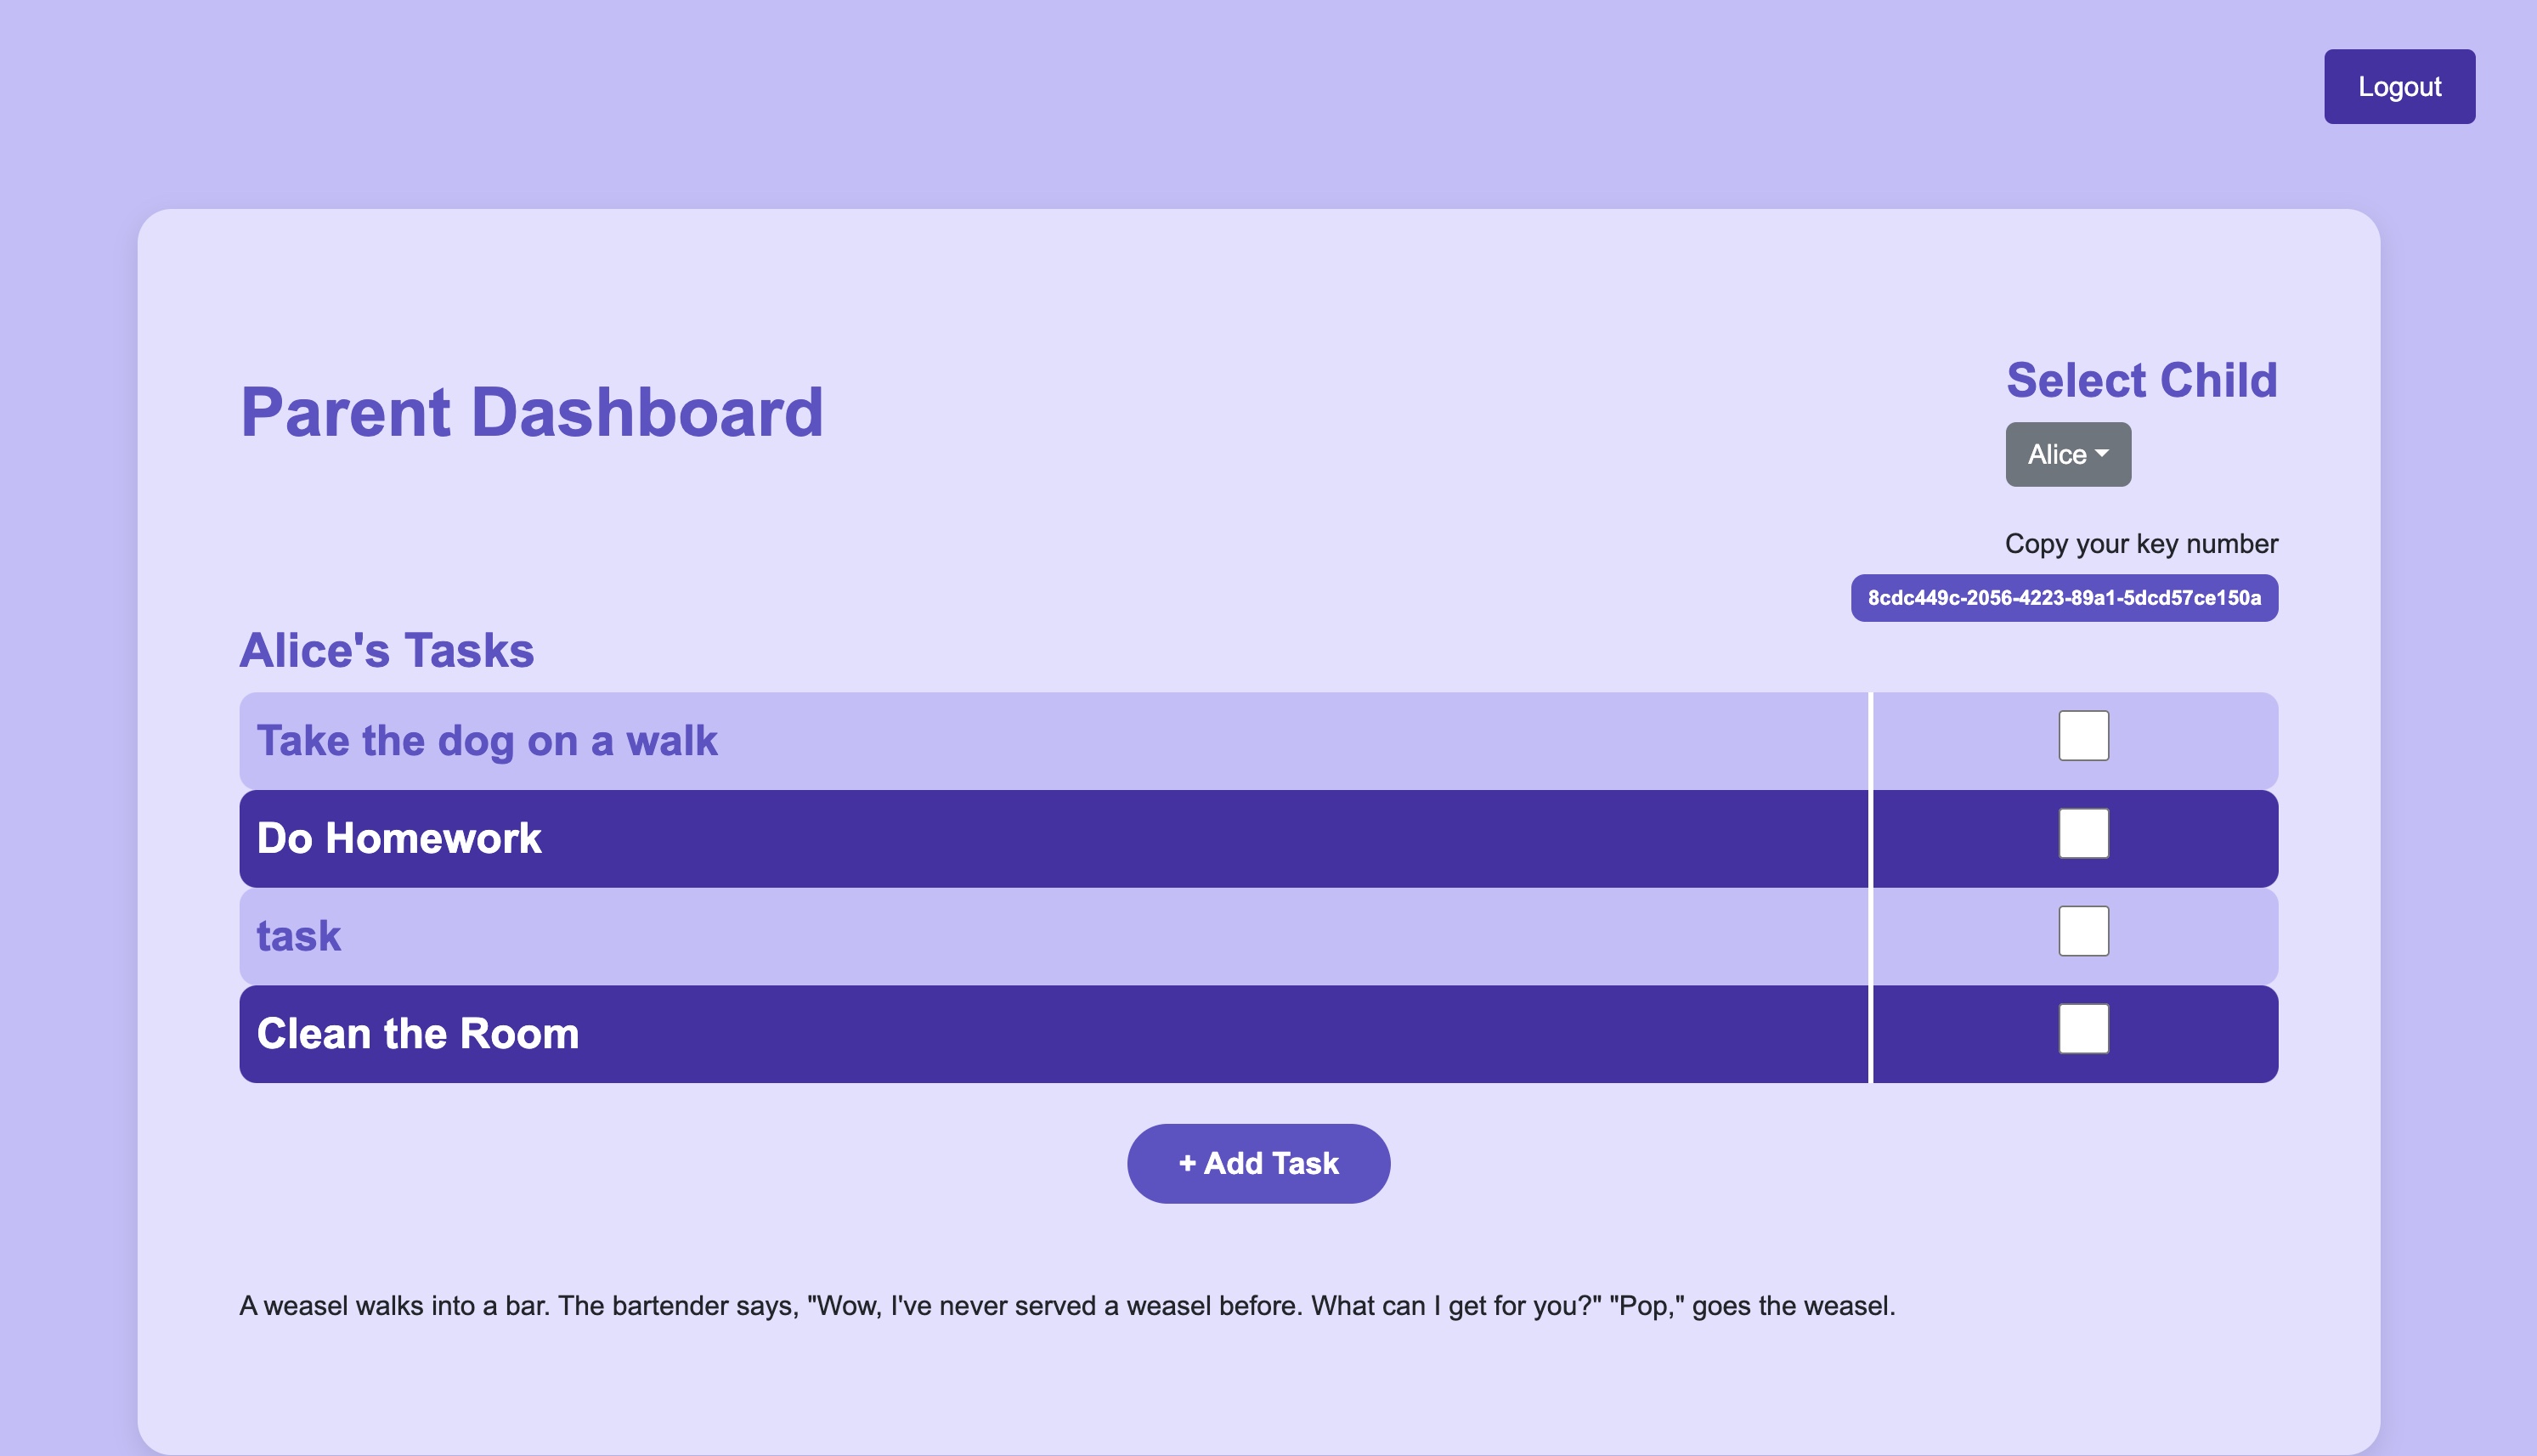 Logout
Parent Dashboard
Select Child
Alice
Copy your key number
8cdc449c-2056-4223-89a1-5dcd57ce150a
Alice's Tasks
Take the dog on a walk
Do Homework
task
Clean the Room
+ Add Task
A weasel walks into a bar. The bartender says, "Wow, I've never served a weasel before. What can I get for you?" "Pop," goes the weasel.